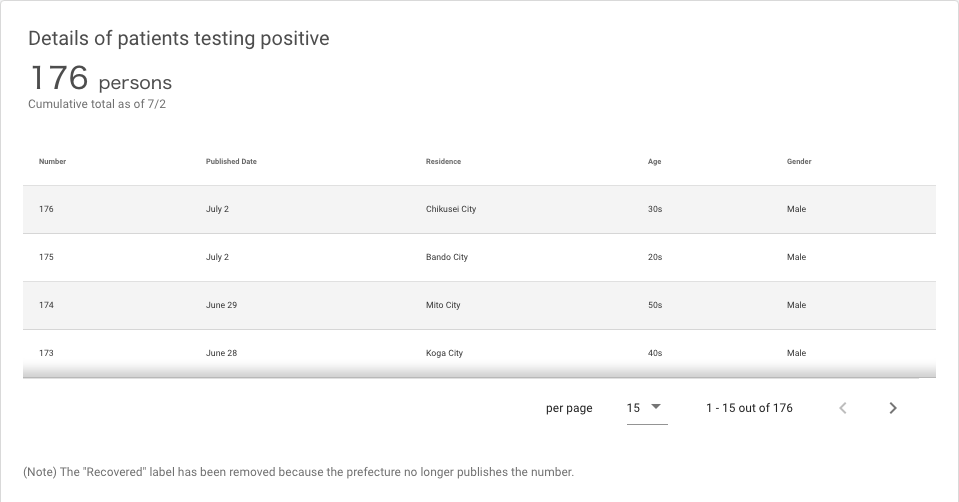 Details of patients testing positive
176 persons
Cumulative total as of 7/2
Number Published Date Residence Age Gender
176 July 2 Chikusei City 30s Male
175 July 2 Bando City 20s Male
174 June 29 Mito City 50s Male
173 June 28 Koga City 40s Male
per page 15 1 - 15 out of 176
(Note) The "Recovered" label has been removed because the prefecture no longer publishes the number.